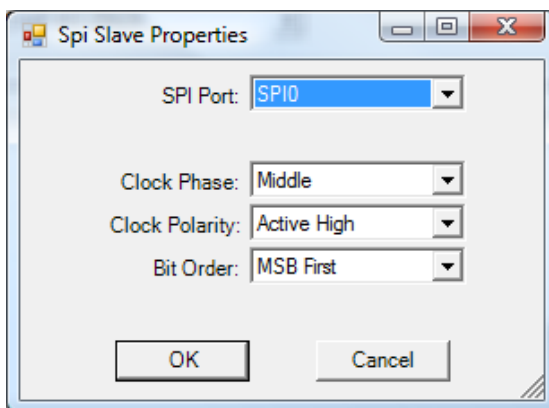 Spi Slave Properties
SPI Port: SPI0
Clock Phase: Middle
Clock Polarity: Active High
Bit Order: MSB First
OK Cancel